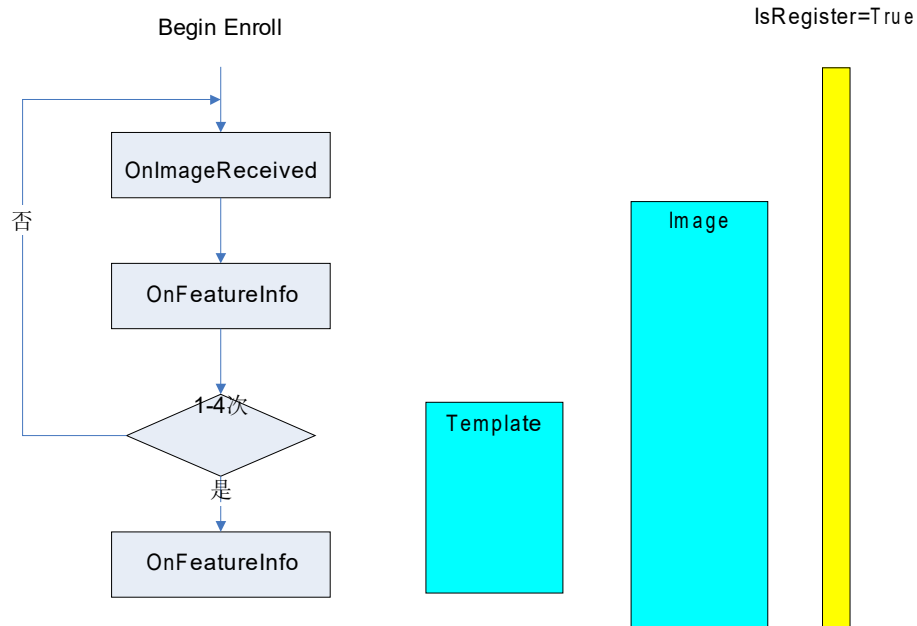 Begin Enroll
IsRegister=True
OnImageReceived
否
Image
OnFeatureInfo
1-4次
Template
是
OnFeatureInfo